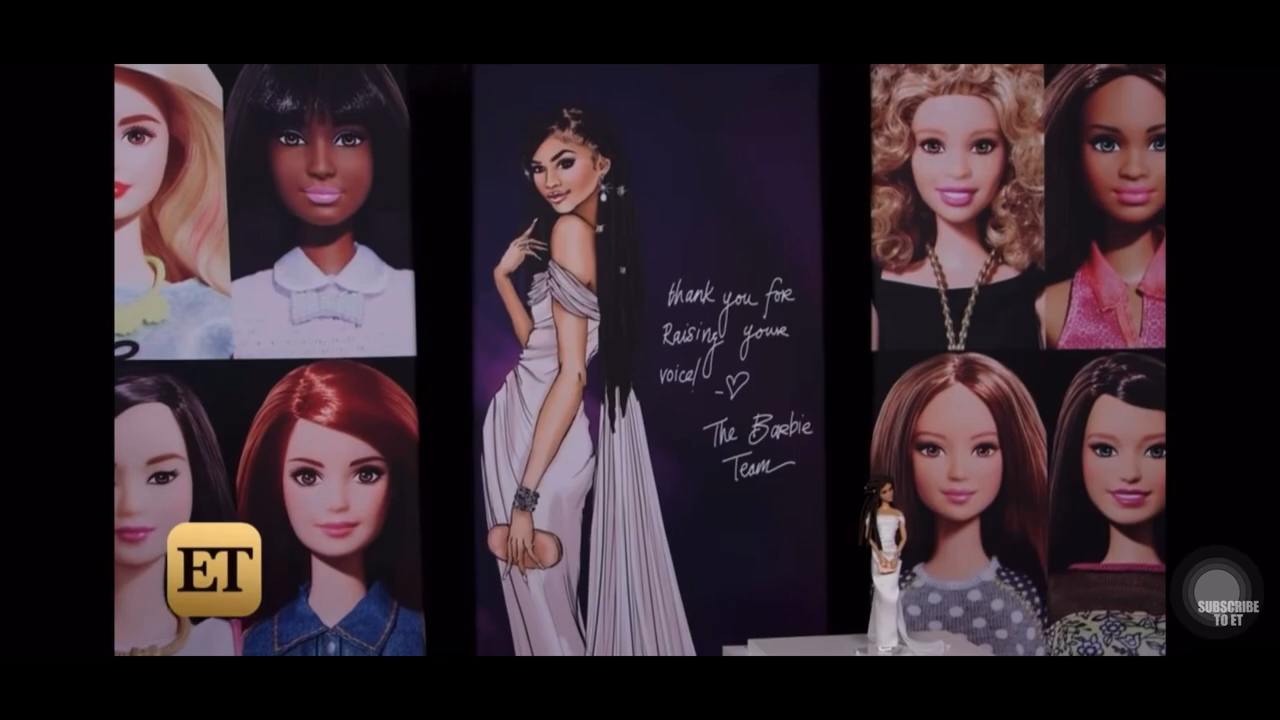 thank you for
Raising your
voice!
-♡
The Barbie
Team
ET
SUBSCRIBE
TO ET